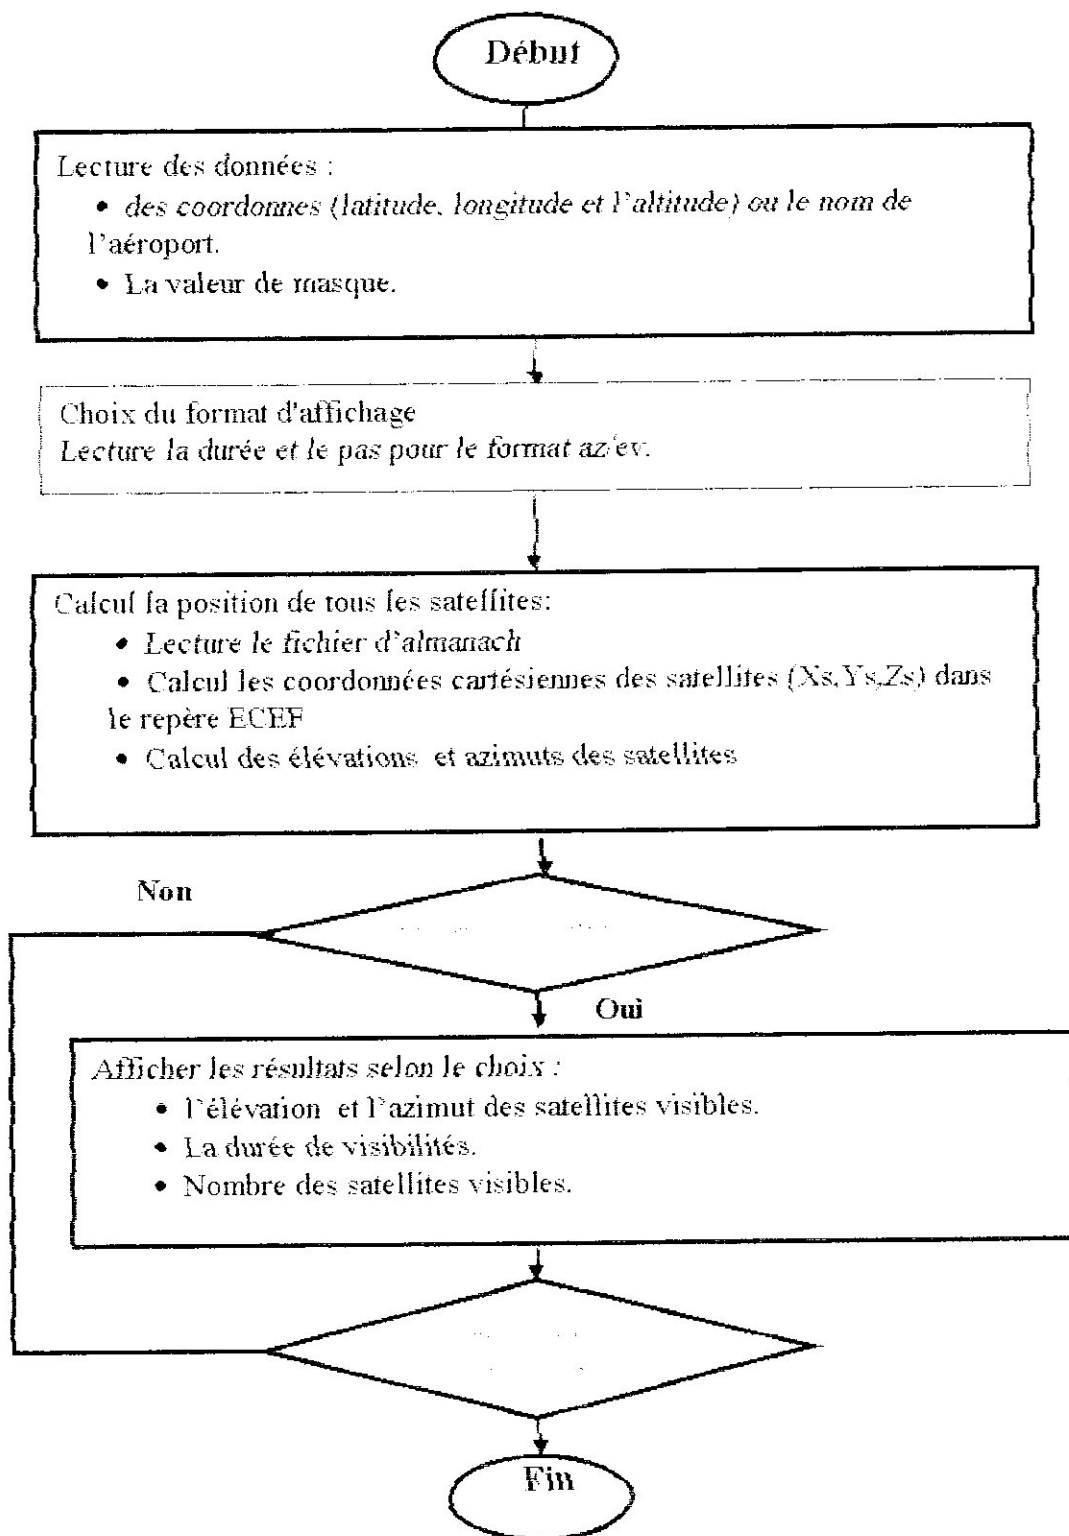 Début
Lecture des données :
• des coordonnes (latitude, longitude et l'altitude) ou le nom de
l'aéroport.
• La valeur de masque.
Choix du format d'affichage
Lecture la durée et le pas pour le format az/ev.
Calcul la position de tous les satellites:
• Lecture le fichier d'almanach
• Calcul les coordonnées cartésiennes des satellites (Xs,Ys,Zs) dans
le repère ECEF
• Calcul des élévations et azimuts des satellites
Non
Oui
Afficher les résultats selon le choix :
• l'élévation et l'azimut des satellites visibles.
• La durée de visibilités.
• Nombre des satellites visibles.
Fin